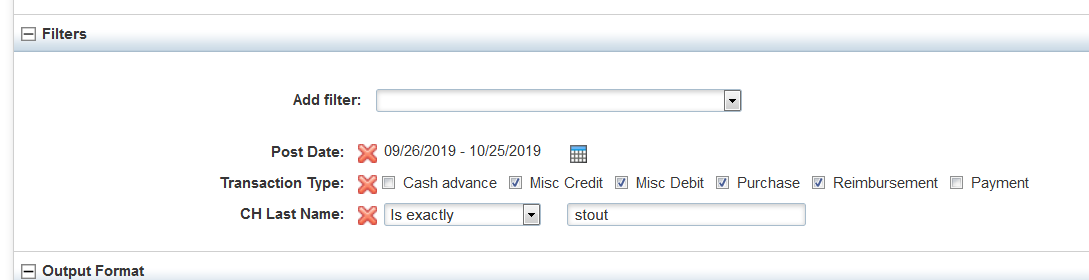 Filters
Add filter:
Post Date: 09/26/2019 - 10/25/2019
Transaction Type: Cash advance Misc Credit Misc Debit Purchase Reimbursement Payment
CH Last Name: Is exactly stout
Output Format